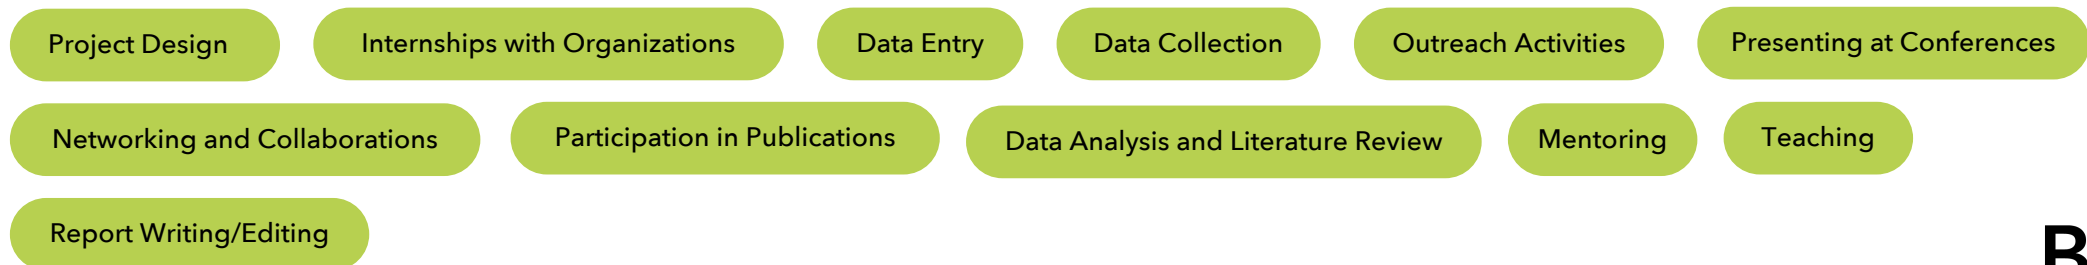 Project Design Internships with Organizations Data Entry Data Collection Outreach Activities Presenting at Conferences
Networking and Collaborations Participation in Publications Data Analysis and Literature Review Mentoring Teaching
Report Writing/Editing
B